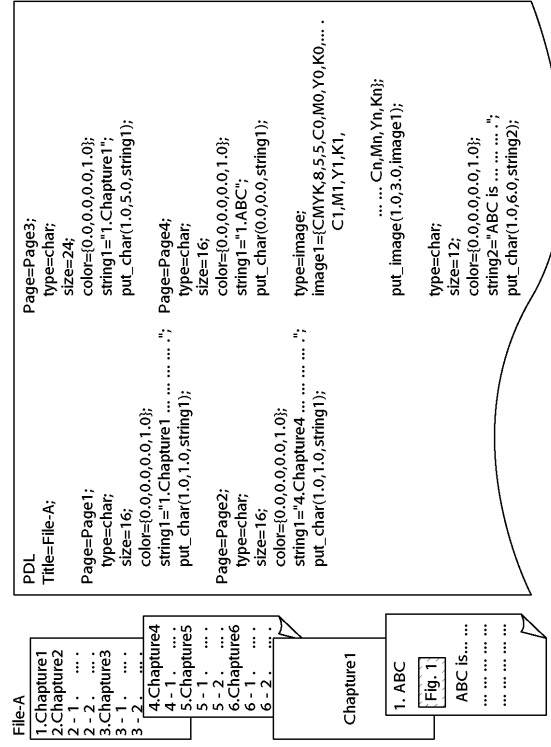 File-A
1.Chapture1
2.Chapture2
2 - 1 . ... .
2 - 2 . ... .
3.Chapture3
3 - 1 . ... .
3 - 2 .
4.Chapture4
4 - 1 . ... .
5.Chapture5
5 - 1 . ... .
5 - 2 . ... .
6.Chapture6
6 - 1 . ... .
6 - 2 . ... .
Chapture1
1. ABC
Fig. 1
ABC is... ...
... ... ... ...
... ... ... ...
PDL
Title=File-A;
Page=Page1;
type=char;
size=16;
color={0.0,0.0,0.0,1.0};
string1="1.Chapture1 ... ... ... ... .";
put_char(1.0,1.0,string1);
Page=Page2;
type=char;
size=16;
color={0.0,0.0,0.0,1.0};
string1="4.Chapture4 ... ... ... ... .";
put_char(1.0,1.0,string1);
Page=Page3;
type=char;
size=24;
color={0.0,0.0,0.0,1.0};
string1="1.Chapture1";
put_char(1.0,5.0,string1);
Page=Page4;
type=char;
size=16;
color={0.0,0.0,0.0,1.0};
string1="1.ABC";
put_char(0.0,0.0,string1);
type=image;
image1={CMYK,8,5,5,C0,M0,Y0,K0,... .
C1,M1,Y1,K1,
... ... Cn,Mn,Yn,Kn};
put_image(1.0,3.0,image1);
type=char;
size=12;
color={0.0,0.0,0.0,1.0};
string2="ABC is ... ... ... .";
put_char(1.0,6.0,string2);